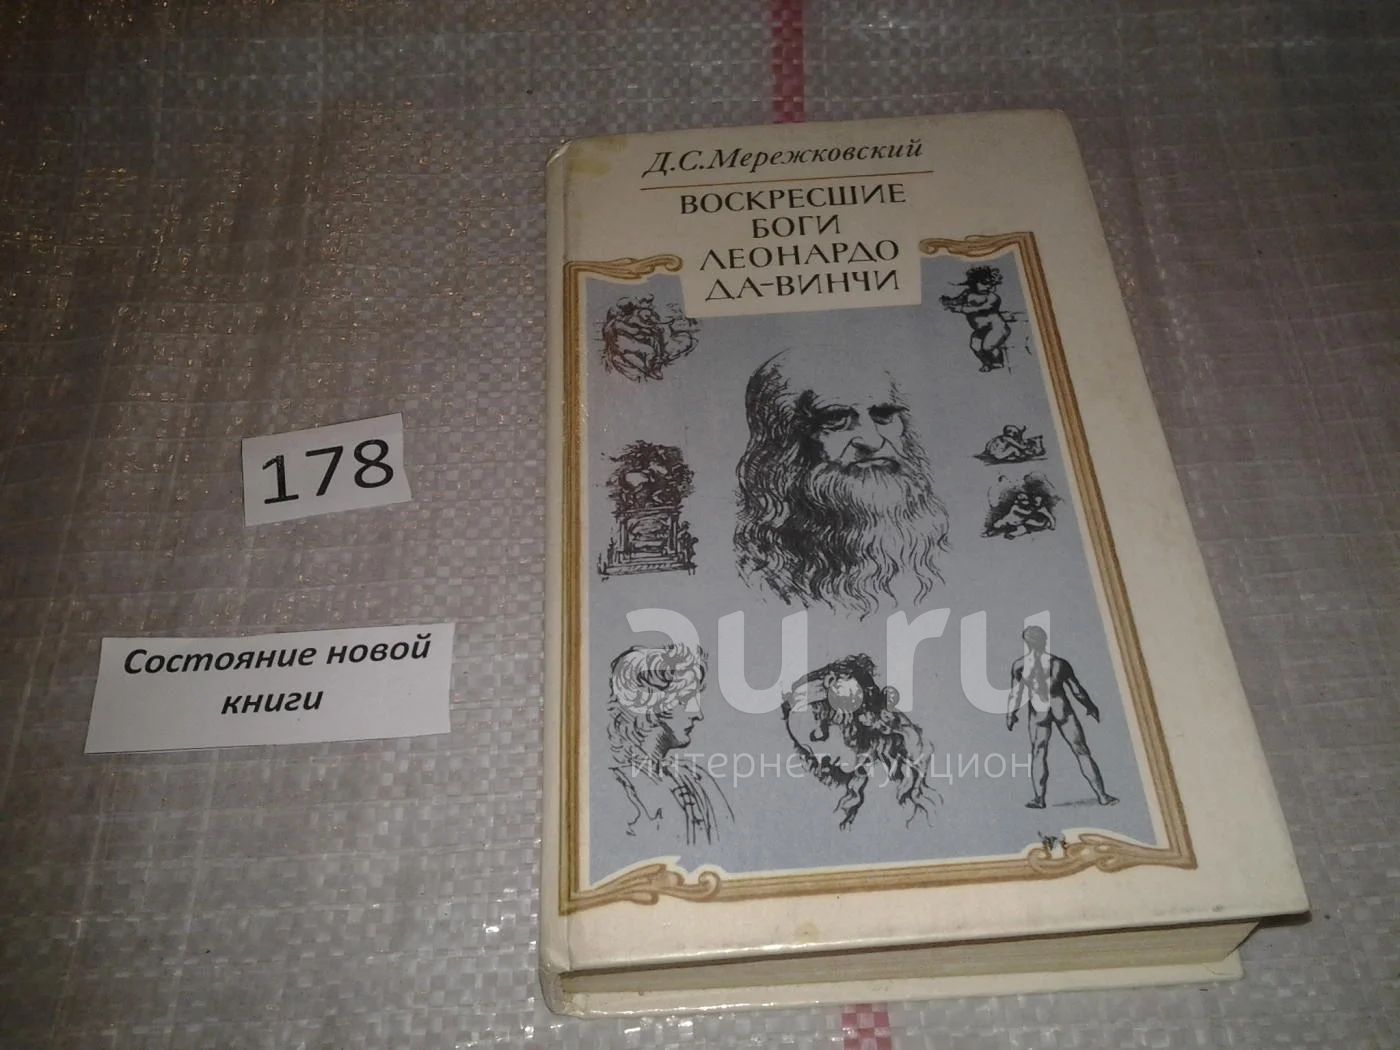 Д.С.Мережковский
ВОСКРЕСШИЕ
БОГИ
ЛЕОНАРДО
ДА-ВИНЧИ
178
Состояние новой
книги
au.ru
интернет-аукцион